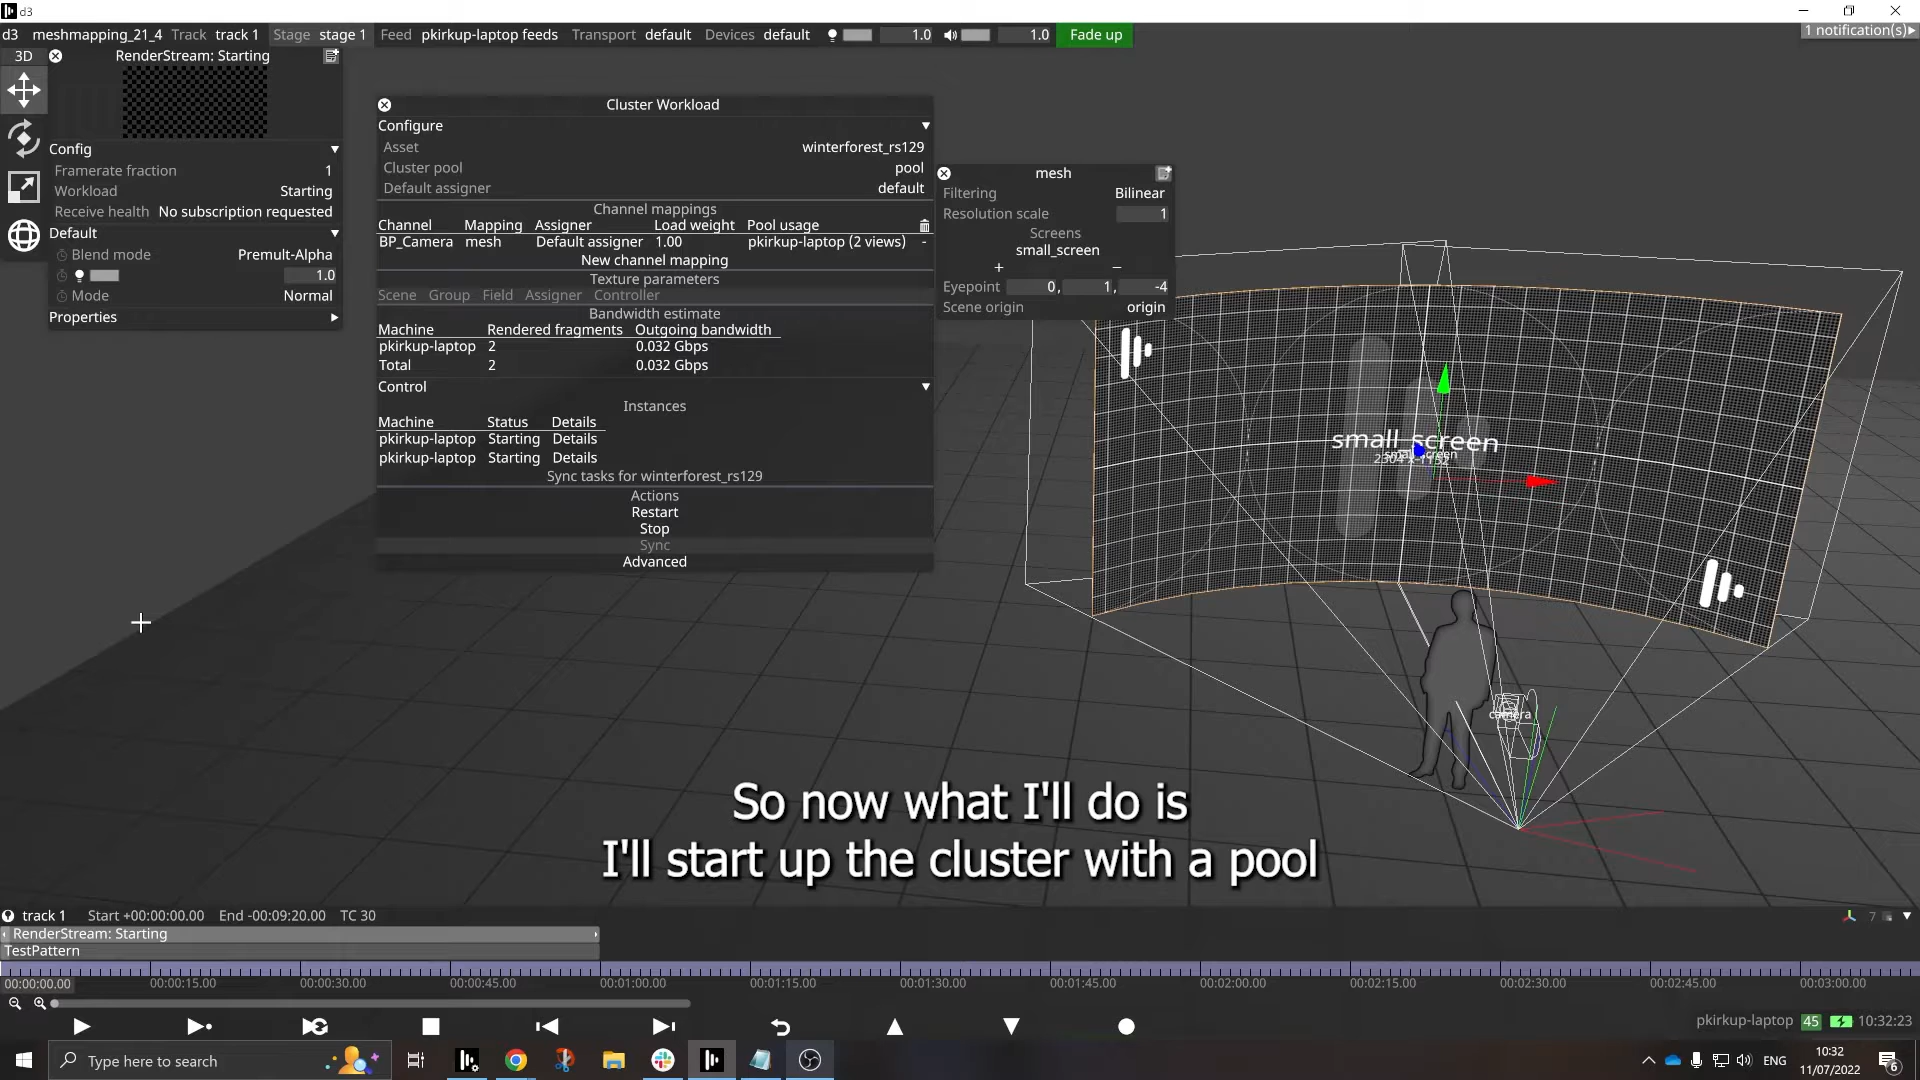 d3
d3 meshmapping_21_4 Track track 1 Stage stage 1 Feed pkirkup-laptop feeds Transport default Devices default 1.0 1.0 Fade up 1 notification(s)
3D RenderStream: Starting
Config
Framerate fraction 1
Workload Starting
Receive health No subscription requested
Default
Blend mode Premult-Alpha
1.0
Mode Normal
Properties
Cluster Workload
Configure
Asset winterforest_rs129
Cluster pool pool
Default assigner default
Channel mappings
Channel Mapping Assigner Load weight Pool usage
BP_Camera mesh Default assigner 1.00 pkirkup-laptop (2 views) -
New channel mapping
Texture parameters
Scene Group Field Assigner Controller
Bandwidth estimate
Machine Rendered fragments Outgoing bandwidth
pkirkup-laptop 2 0.032 Gbps
Total 2 0.032 Gbps
Control
Instances
Machine Status Details
pkirkup-laptop Starting Details
pkirkup-laptop Starting Details
Sync tasks for winterforest_rs129
Actions
Restart
Stop
Sync
Advanced
mesh
Filtering Bilinear
Resolution scale 1
Screens
small_screen
+ -
Eyepoint 0, 1, -4
Scene origin origin
small_screen
small_screen
camera
So now what I'll do is
I'll start up the cluster with a pool
track 1 Start +00:00:00.00 End -00:09:20.00 TC 30 7
RenderStream: Starting
TestPattern
00:00:00.00 00:00:15.00 00:00:30.00 00:00:45.00 00:01:00.00 00:01:15.00 00:01:30.00 00:01:45.00 00:02:00.00 00:02:15.00 00:02:30.00 00:02:45.00 00:03:00.00
pkirkup-laptop 45 10:32:23
Type here to search
ENG
10:32
11/07/2022
6